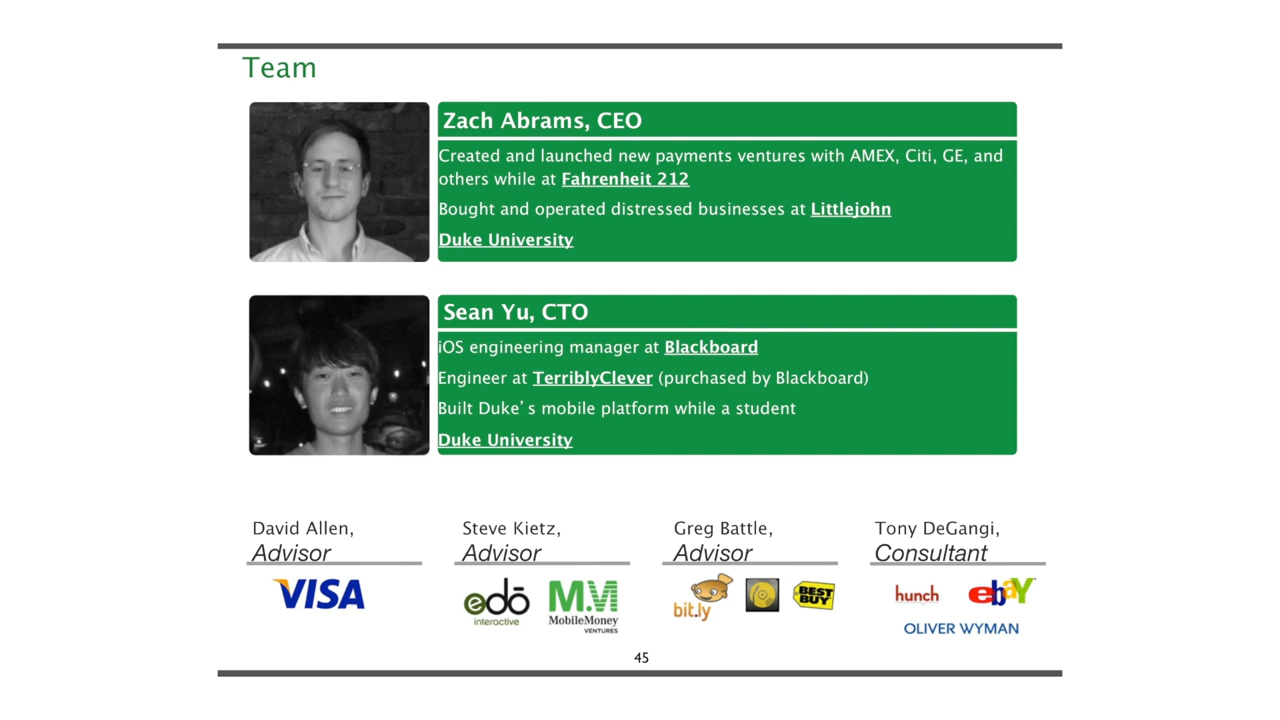 Team
Zach Abrams, CEO
Created and launched new payments ventures with AMEX, Citi, GE, and
others while at Fahrenheit 212
Bought and operated distressed businesses at Littlejohn
Duke University
Sean Yu, CTO
iOS engineering manager at Blackboard
Engineer at TerriblyClever (purchased by Blackboard)
Built Duke’s mobile platform while a student
Duke University
David Allen,
Advisor
VISA
Steve Kietz,
Advisor
edō
interactive
M.VI
MobileMoney
VENTURES
Greg Battle,
Advisor
bit.ly
BEST
BUY
Tony DeGangi,
Consultant
hunch
ebaY
OLIVER WYMAN
45